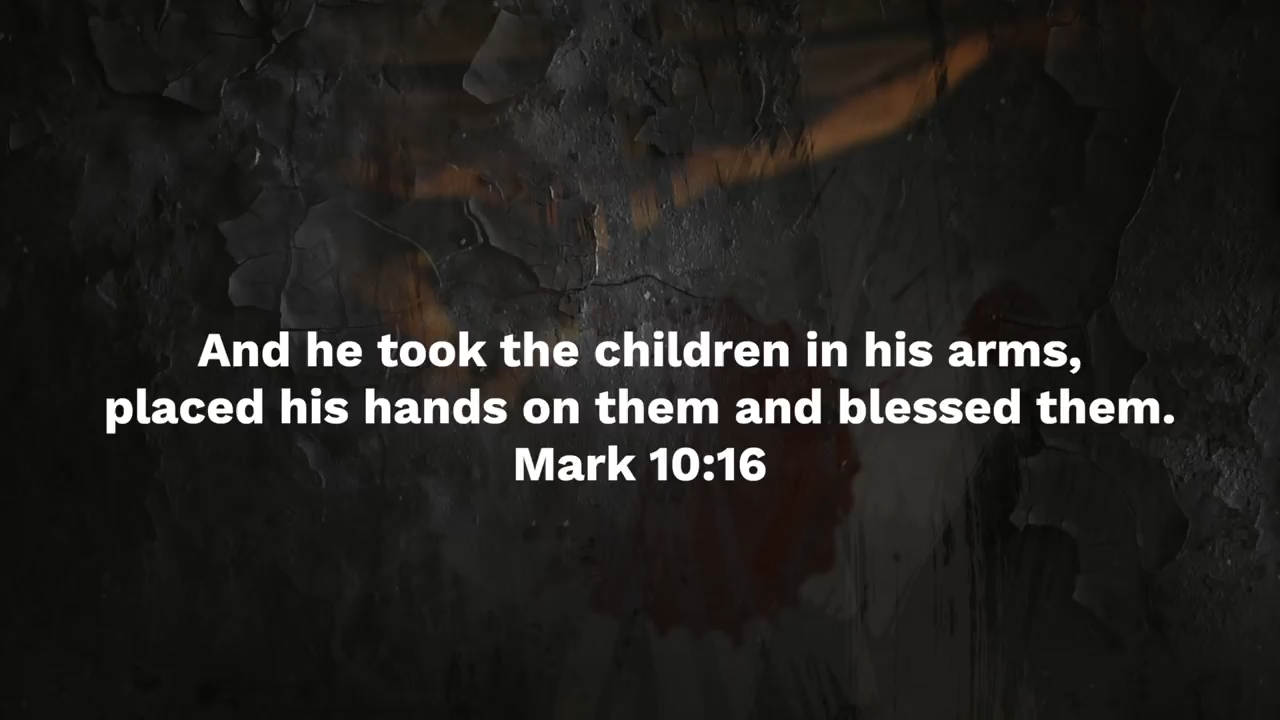 And he took the children in his arms,
placed his hands on them and blessed them.
Mark 10:16